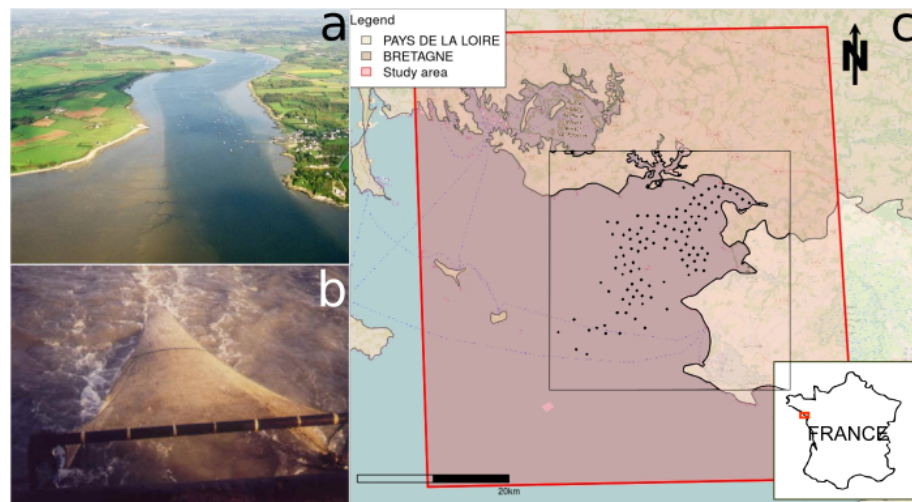 a
b
c
Legend
PAYS DE LA LOIRE
BRETAGNE
Study area
N
20km
FRANCE